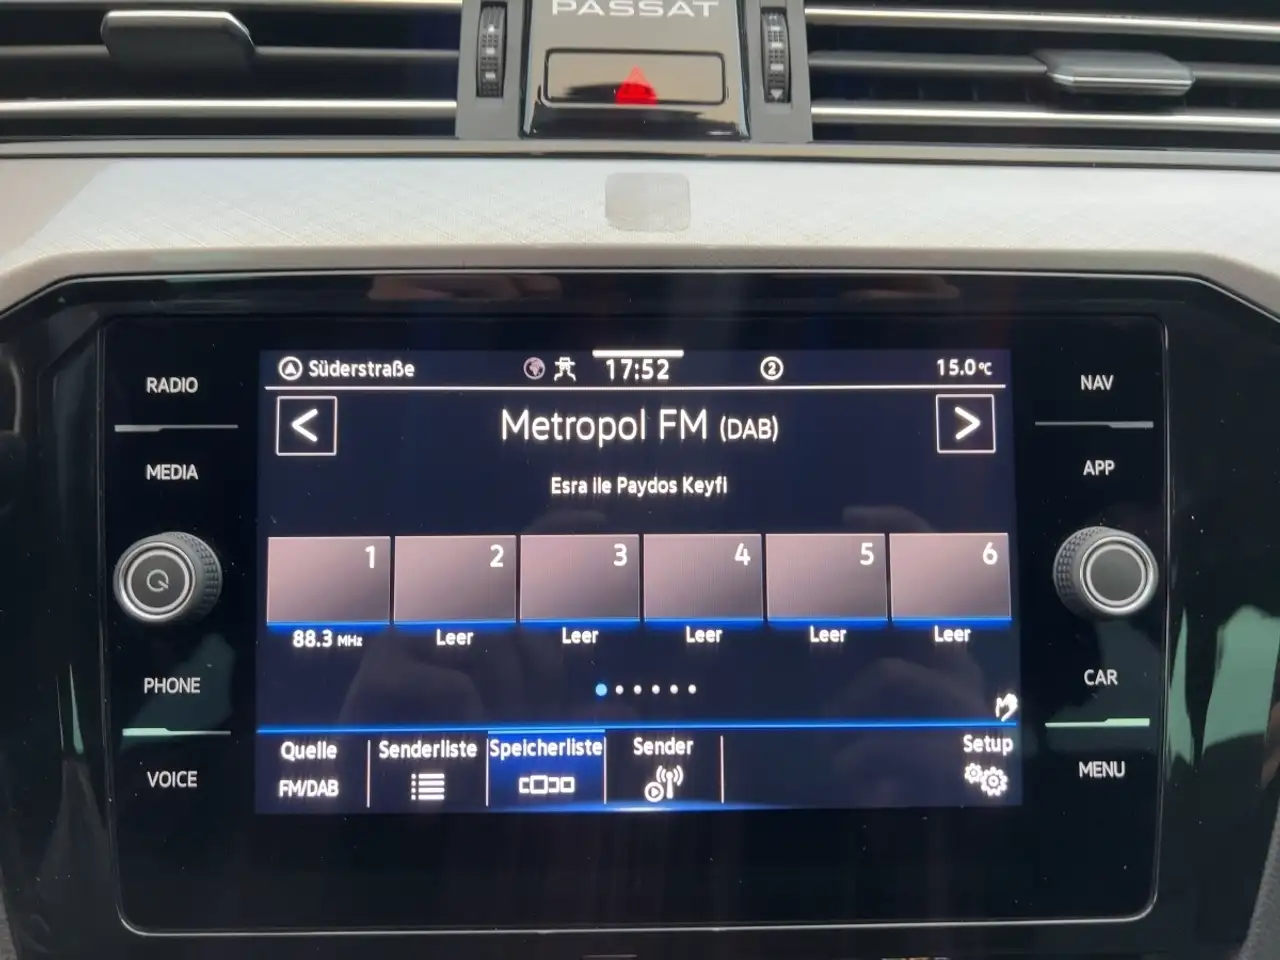 PASSAT
RADIO
MEDIA
PHONE
VOICE
Süderstraße
17:52
2
15.0°C
< Metropol FM (DAB) >
Esra ile Paydos Keyfi
1 2 3 4 5 6
88.3 MHz Leer Leer Leer Leer Leer
Quelle Senderliste Speicherliste Sender Setup
FM/DAB
NAV
APP
CAR
MENU